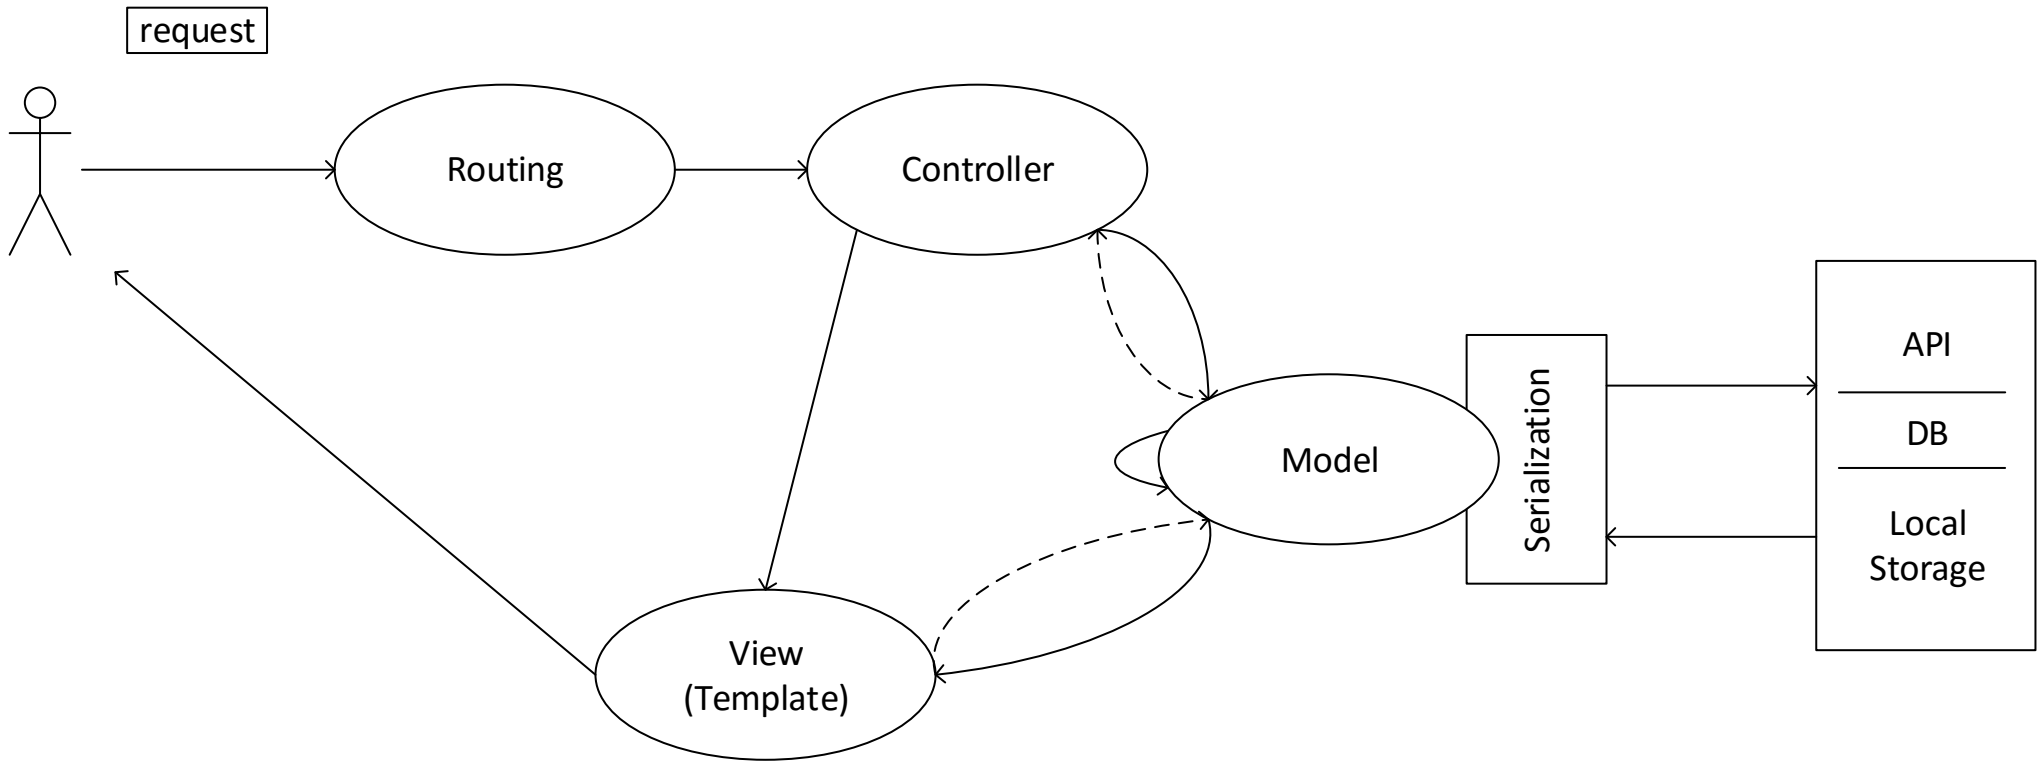 request
Routing
Controller
API
DB
Local
Storage
Serialization
Model
View
(Template)